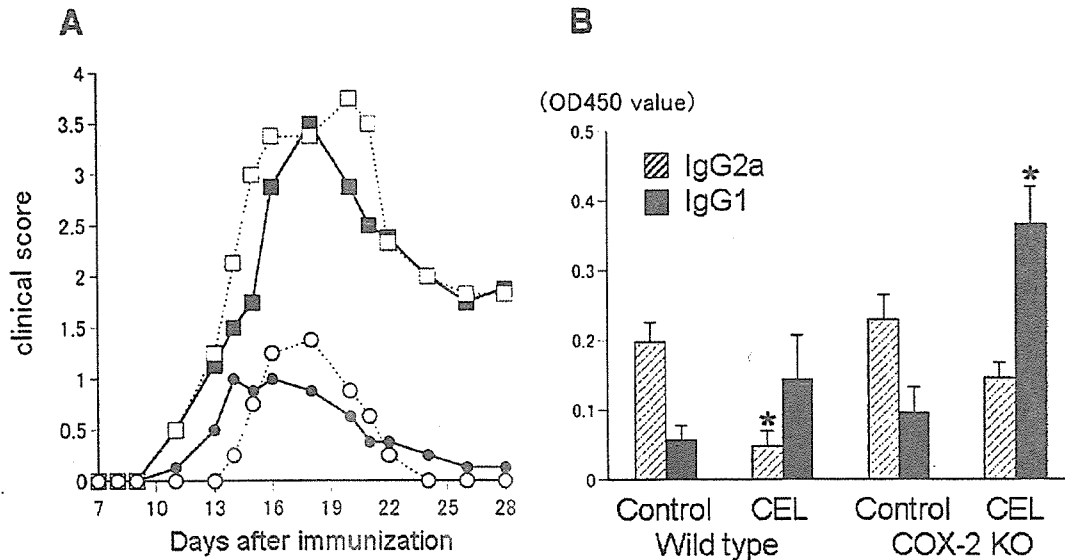 A
clinical score
4
3.5
3
2.5
2
1.5
1
0.5
0
7 10 13 16 19 22 25 28
Days after immunization
B
(OD450 value)
0.5
0.4
0.3
0.2
0.1
0
IgG2a
IgG1
*
*
Control CEL Control CEL
Wild type COX-2 KO